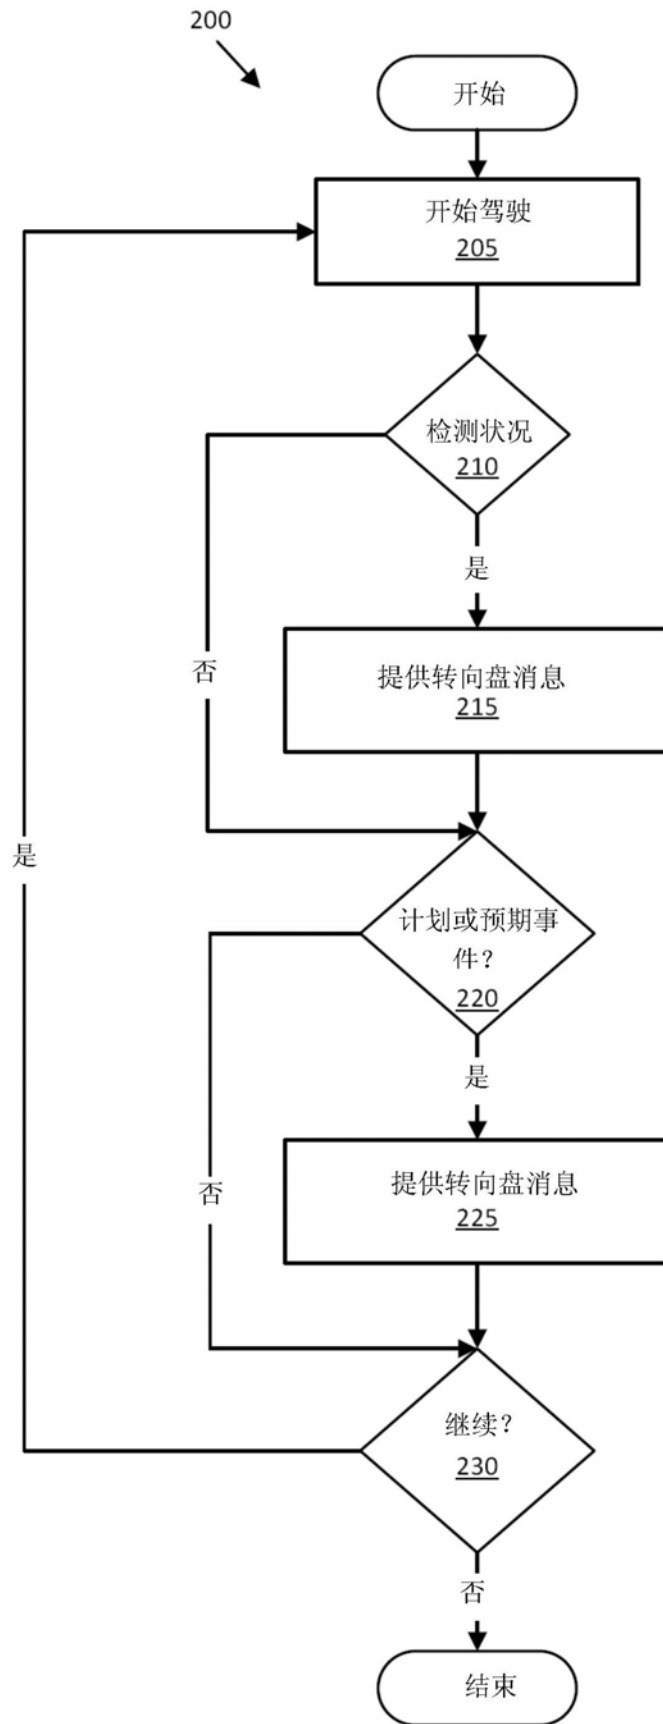 200
开始
开始驾驶
205
检测状况
210
是
否
提供转向盘消息
215
是
计划或预期事
件？
220
是
提供转向盘消息
225
否
继续？
230
否
结束